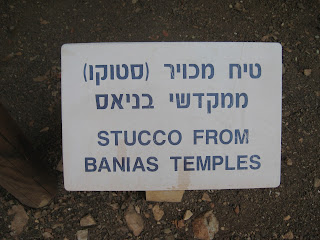 טיח מכויר (סטוקו)
ממקדשי בניאס
STUCCO FROM
BANIAS TEMPLES